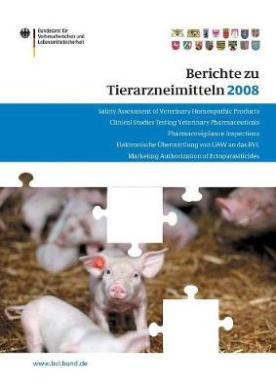 Bundesamt für
Verbraucherschutz und
Lebensmittelsicherheit
Berichte zu
Tierarzneimitteln 2008
Safety Assessment of Veterinary Homeopathic Products
Clinical Studies Testing Veterinary Pharmaceuticals
Pharmacovigilance Inspections
Elektronische Übermittlung von UAW an das BVL
Marketing Authorization of Ectoparasiticides
www.bvl.bund.de